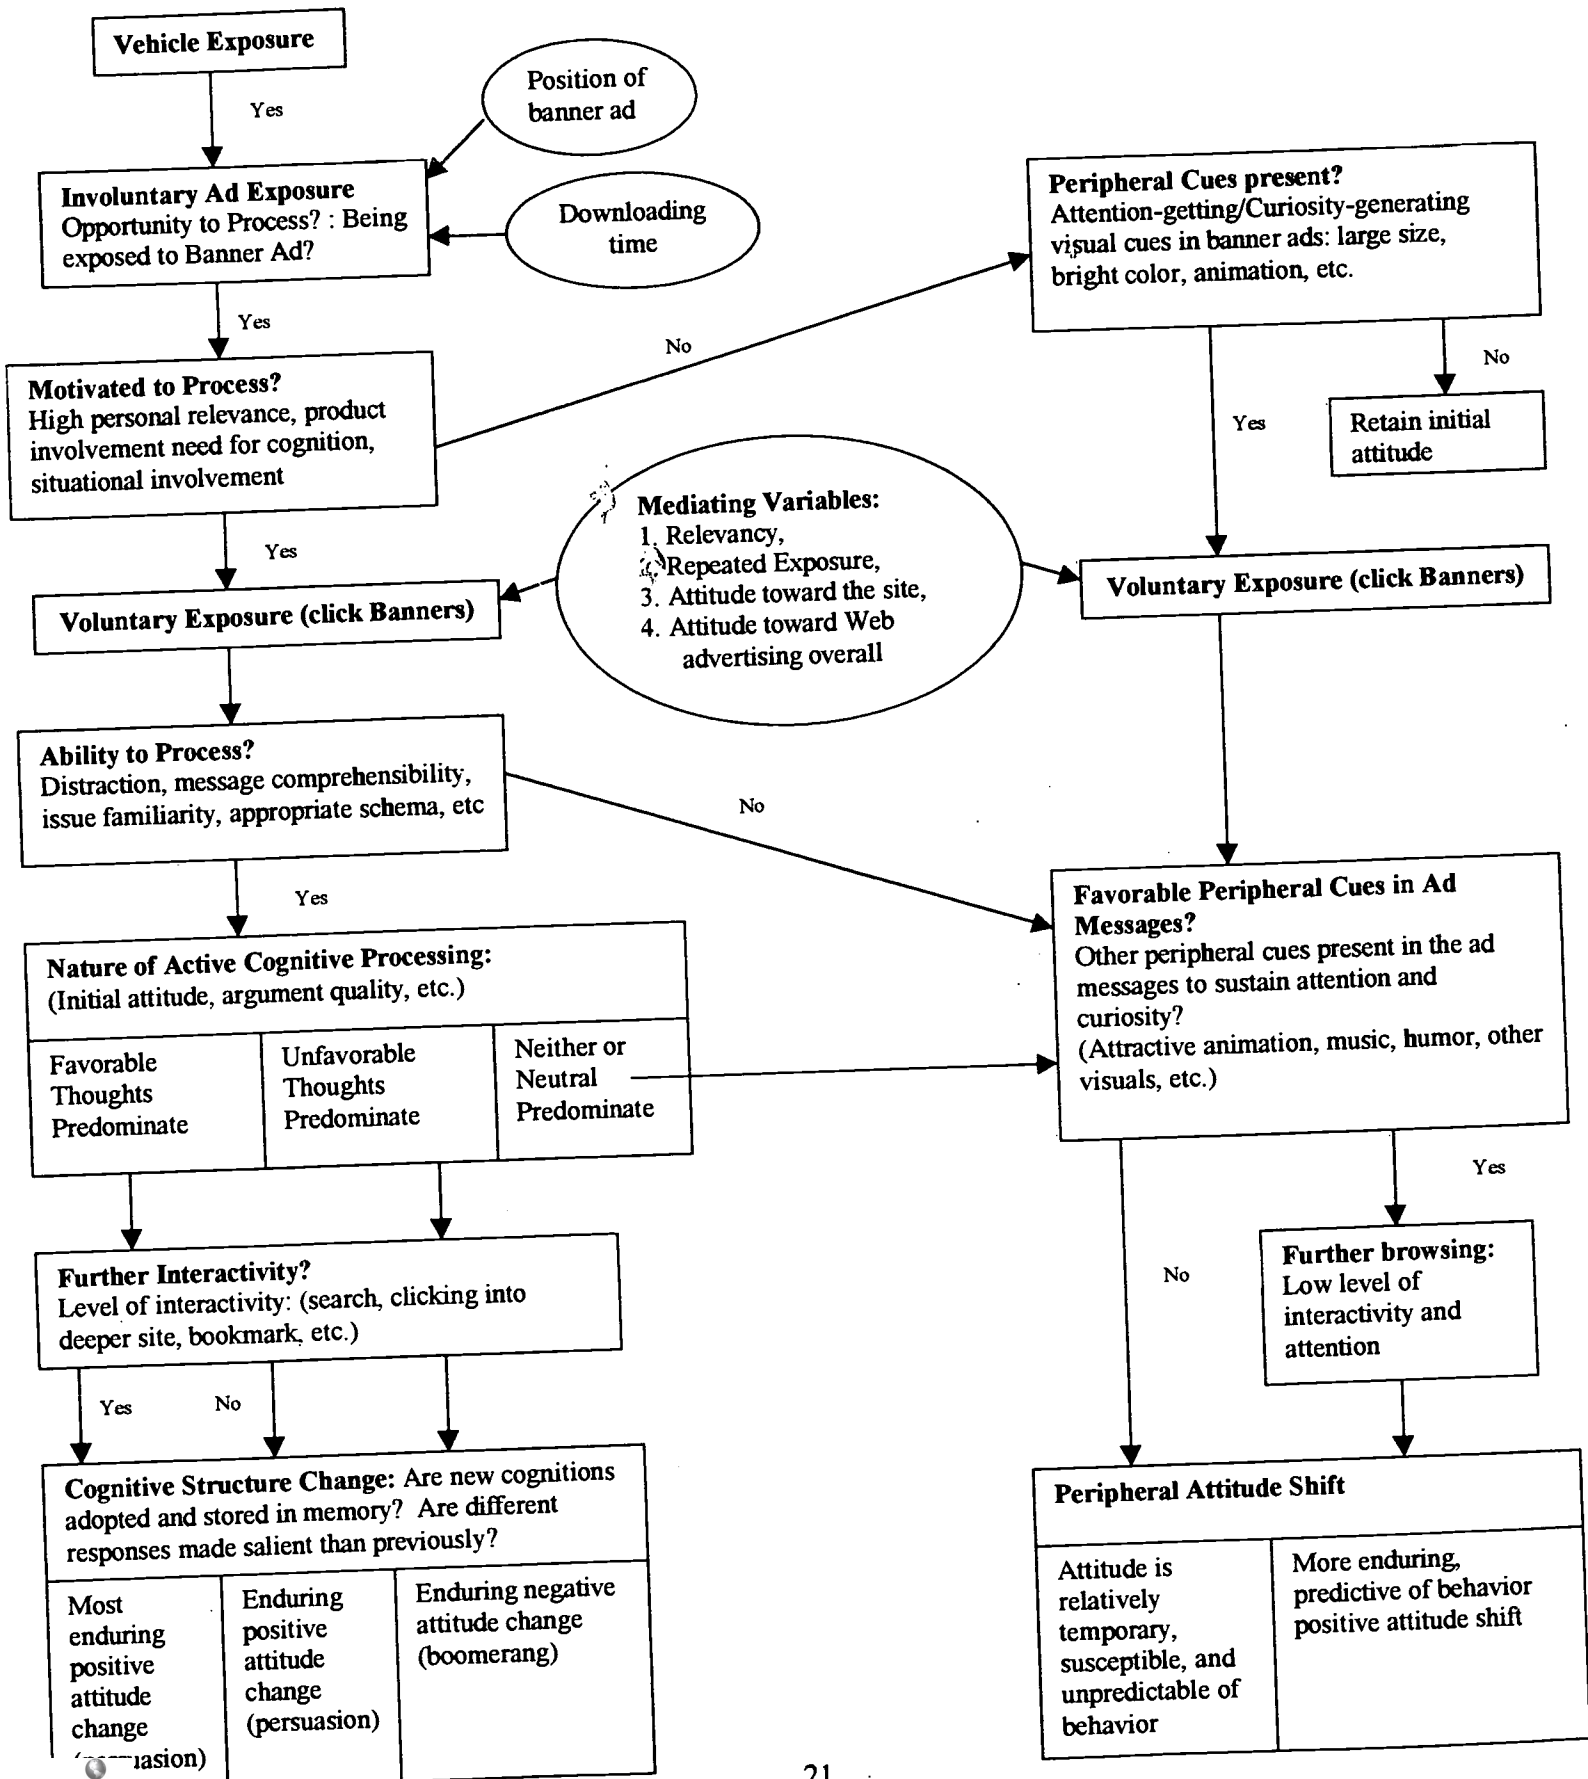 Vehicle Exposure
Yes
Position of
banner ad
Involuntary Ad Exposure
Opportunity to Process? : Being
exposed to Banner Ad?
Downloading
time
Yes
Peripheral Cues present?
Attention-getting/Curiosity-generating
visual cues in banner ads: large size,
bright color, animation, etc.
No
Motivated to Process?
High personal relevance, product
involvement need for cognition,
situational involvement
No
Yes
Retain initial
attitude
Yes
Mediating Variables:
1. Relevancy,
Repeated Exposure,
3. Attitude toward the site,
4. Attitude toward Web
advertising overall
Voluntary Exposure (click Banners)
Voluntary Exposure (click Banners)
Ability to Process?
Distraction, message comprehensibility,
issue familiarity, appropriate schema, etc
No
Yes
Favorable Peripheral Cues in Ad
Messages?
Other peripheral cues present in the ad
messages to sustain attention and
curiosity?
(Attractive animation, music, humor, other
visuals, etc.)
Nature of Active Cognitive Processing:
(Initial attitude, argument quality, etc.)
Favorable
Thoughts
Predominate
Unfavorable
Thoughts
Predominate
Neither or
Neutral
Predominate
Yes
No
Further browsing:
Low level of
interactivity and
attention
Further Interactivity?
Level of interactivity: (search, clicking into
deeper site, bookmark, etc.)
Yes
No
Cognitive Structure Change: Are new cognitions
adopted and stored in memory? Are different
responses made salient than previously?
Most
enduring
positive
attitude
change
Enduring
positive
attitude
change
(persuasion)
Enduring negative
attitude change
(boomerang)
Peripheral Attitude Shift
Attitude is
relatively
temporary,
susceptible, and
unpredictable of
behavior
More enduring,
predictive of behavior
positive attitude shift
21